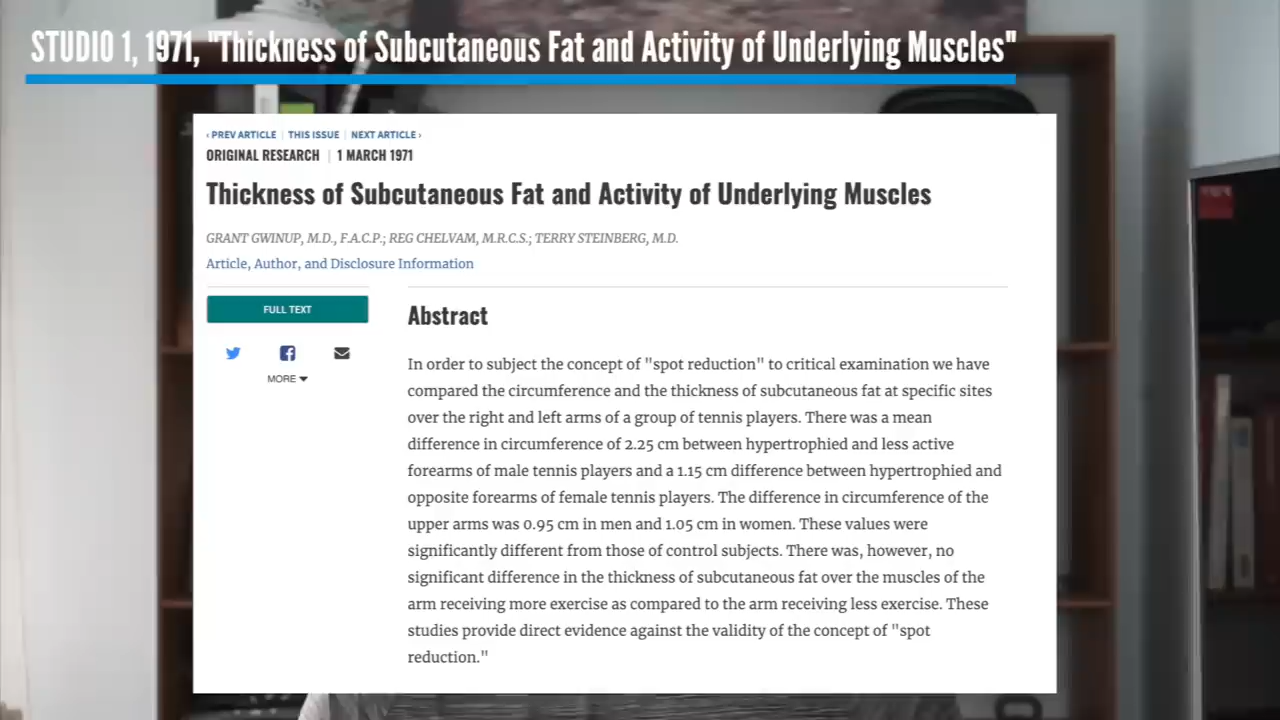 STUDIO 1, 1971, "Thickness of Subcutaneous Fat and Activity of Underlying Muscles"
‹ PREV ARTICLE | THIS ISSUE | NEXT ARTICLE ›
ORIGINAL RESEARCH | 1 MARCH 1971
Thickness of Subcutaneous Fat and Activity of Underlying Muscles
GRANT GWINUP, M.D., F.A.C.P.; REG CHELVAM, M.R.C.S.; TERRY STEINBERG, M.D.
Article, Author, and Disclosure Information
FULL TEXT
MORE
Abstract
In order to subject the concept of "spot reduction" to critical examination we have
compared the circumference and the thickness of subcutaneous fat at specific sites
over the right and left arms of a group of tennis players. There was a mean
difference in circumference of 2.25 cm between hypertrophied and less active
forearms of male tennis players and a 1.15 cm difference between hypertrophied and
opposite forearms of female tennis players. The difference in circumference of the
upper arms was 0.95 cm in men and 1.05 cm in women. These values were
significantly different from those of control subjects. There was, however, no
significant difference in the thickness of subcutaneous fat over the muscles of the
arm receiving more exercise as compared to the arm receiving less exercise. These
studies provide direct evidence against the validity of the concept of "spot
reduction."